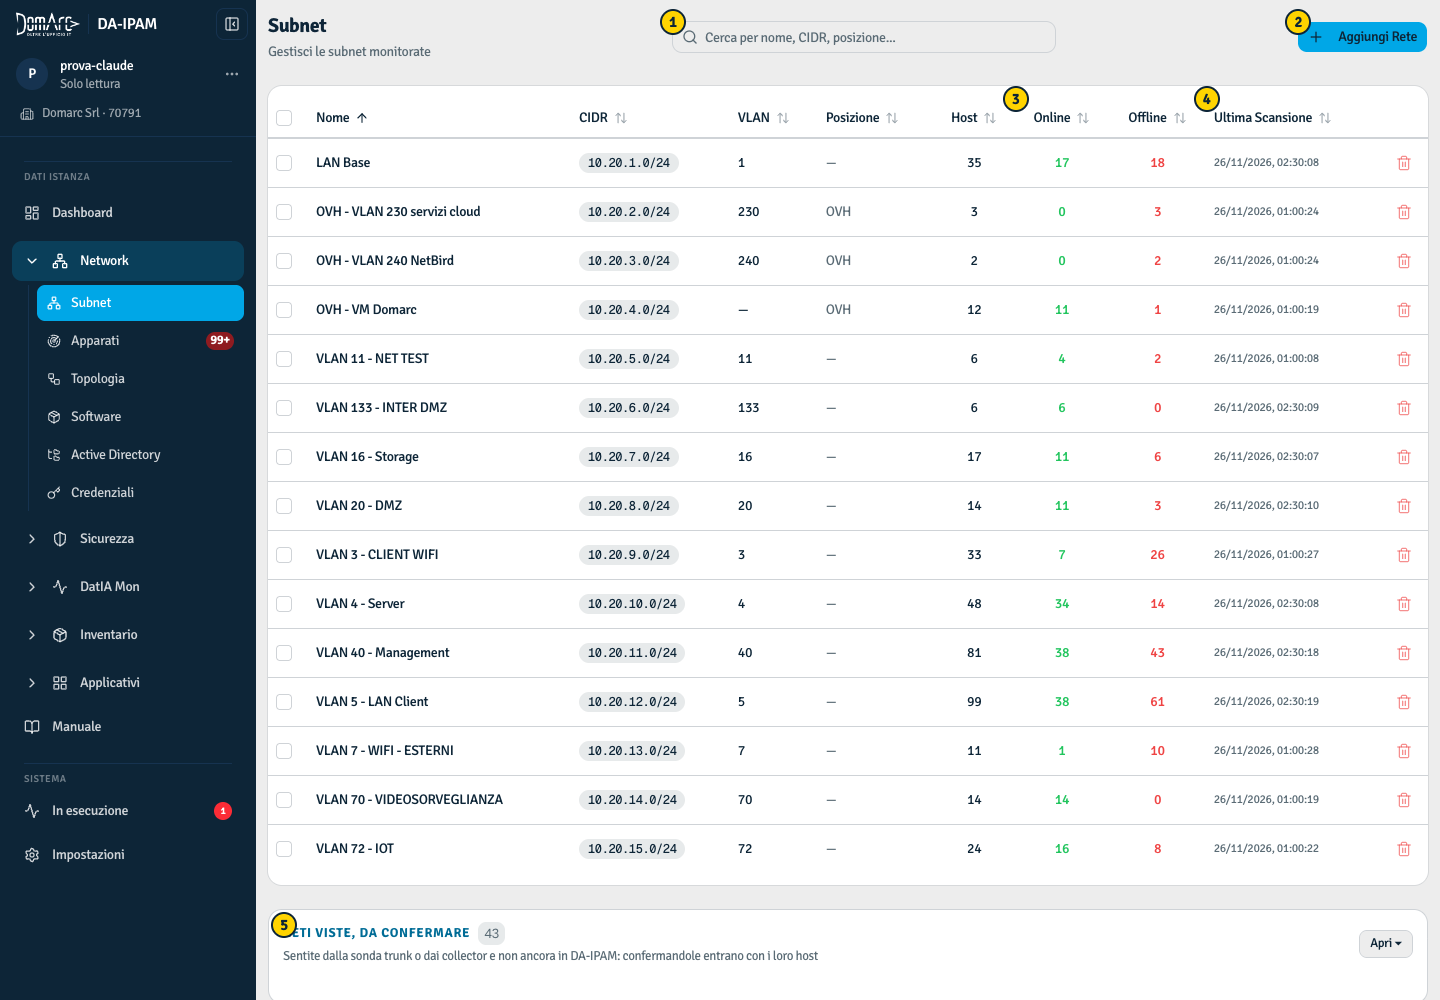 DomArc
OLTRE L'UFFICIO IT
DA-IPAM
P
prova-claude
Solo lettura
Domarc Srl · 70791
DATI ISTANZA
Dashboard
Network
Subnet
Apparati 99+
Topologia
Software
Active Directory
Credenziali
Sicurezza
DatIA Mon
Inventario
Applicativi
Manuale
SISTEMA
In esecuzione 1
Impostazioni
Subnet
Gestisci le subnet monitorate
1
Cerca per nome, CIDR, posizione...
2
Aggiungi Rete
3
4
Nome CIDR VLAN Posizione Host Online Offline Ultima Scansione
LAN Base 10.20.1.0/24 1 — 35 17 18 26/11/2026, 02:30:08
OVH - VLAN 230 servizi cloud 10.20.2.0/24 230 OVH 3 0 3 26/11/2026, 01:00:24
OVH - VLAN 240 NetBird 10.20.3.0/24 240 OVH 2 0 2 26/11/2026, 01:00:24
OVH - VM Domarc 10.20.4.0/24 — OVH 12 11 1 26/11/2026, 01:00:19
VLAN 11 - NET TEST 10.20.5.0/24 11 — 6 4 2 26/11/2026, 01:00:08
VLAN 133 - INTER DMZ 10.20.6.0/24 133 — 6 6 0 26/11/2026, 02:30:09
VLAN 16 - Storage 10.20.7.0/24 16 — 17 11 6 26/11/2026, 02:30:07
VLAN 20 - DMZ 10.20.8.0/24 20 — 14 11 3 26/11/2026, 02:30:10
VLAN 3 - CLIENT WIFI 10.20.9.0/24 3 — 33 7 26 26/11/2026, 01:00:27
VLAN 4 - Server 10.20.10.0/24 4 — 48 34 14 26/11/2026, 02:30:08
VLAN 40 - Management 10.20.11.0/24 40 — 81 38 43 26/11/2026, 02:30:18
VLAN 5 - LAN Client 10.20.12.0/24 5 — 99 38 61 26/11/2026, 02:30:19
VLAN 7 - WIFI - ESTERNI 10.20.13.0/24 7 — 11 1 10 26/11/2026, 01:00:28
VLAN 70 - VIDEOSORVEGLIANZA 10.20.14.0/24 70 — 14 14 0 26/11/2026, 01:00:19
VLAN 72 - IOT 10.20.15.0/24 72 — 24 16 8 26/11/2026, 01:00:22
5
ETI VISTE, DA CONFERMARE 43
Sentite dalla sonda trunk o dai collector e non ancora in DA-IPAM: confermandole entrano con i loro host
Apri